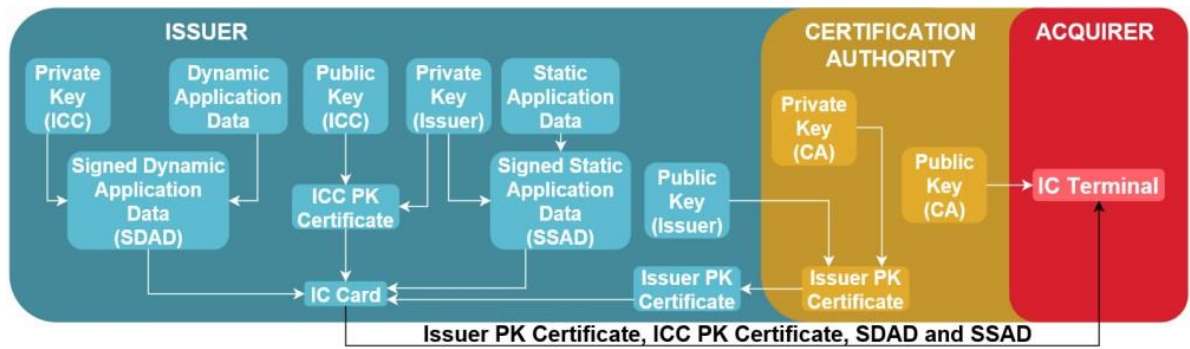 ISSUER
CERTIFICATION
AUTHORITY
ACQUIRER
Private
Key
(ICC)
Dynamic
Application
Data
Public
Key
(ICC)
Private
Key
(Issuer)
Static
Application
Data
Private
Key
(CA)
Signed Dynamic
Application
Data
(SDAD)
ICC PK
Certificate
Signed Static
Application
Data
(SSAD)
Public
Key
(Issuer)
Public
Key
(CA)
IC Terminal
IC Card
Issuer PK
Certificate
Issuer PK
Certificate
Issuer PK Certificate, ICC PK Certificate, SDAD and SSAD